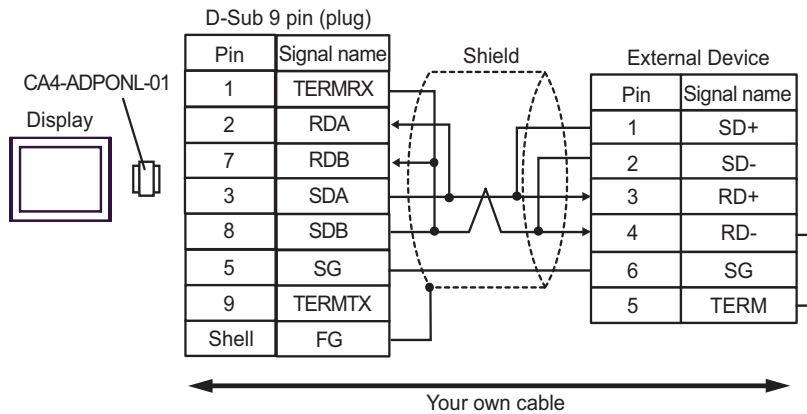 D-Sub 9 pin (plug)
CA4-ADPONL-01
Display
Pin Signal name
1 TERMRX
2 RDA
7 RDB
3 SDA
8 SDB
5 SG
9 TERMTX
Shell FG
Shield
External Device
Pin Signal name
1 SD+
2 SD-
3 RD+
4 RD-
6 SG
5 TERM
Your own cable